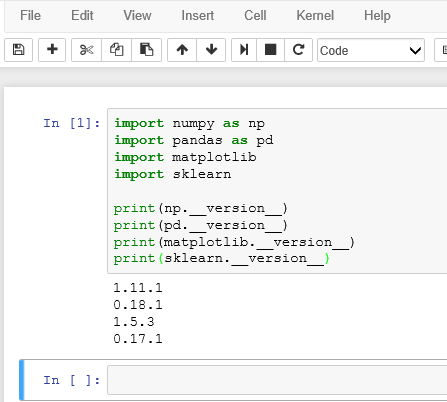 File Edit View Insert Cell Kernel Help
Code
In [1]: import numpy as np
import pandas as pd
import matplotlib
import sklearn
print(np.__version__)
print(pd.__version__)
print(matplotlib.__version__)
print(sklearn.__version__)
1.11.1
0.18.1
1.5.3
0.17.1
In [ ]: